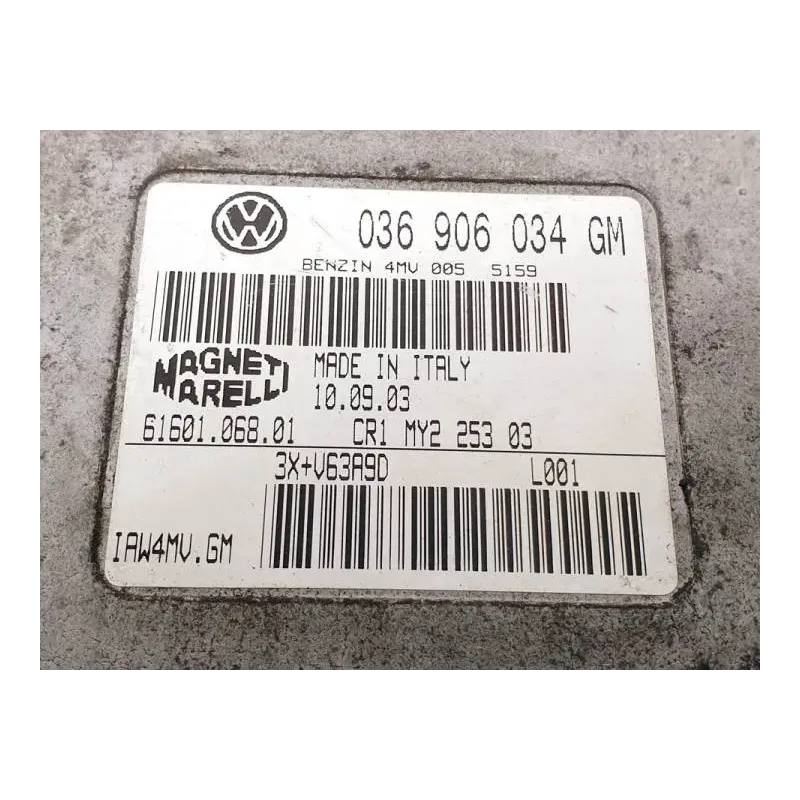 VW 036 906 034 GM
BENZIN 4MV 005 5159
MAGNETI MARELLI
MADE IN ITALY
10.09.03
61601.068.01 CR1 MY2 253 03
3X+V63A9D L001
IAW4MV.GM